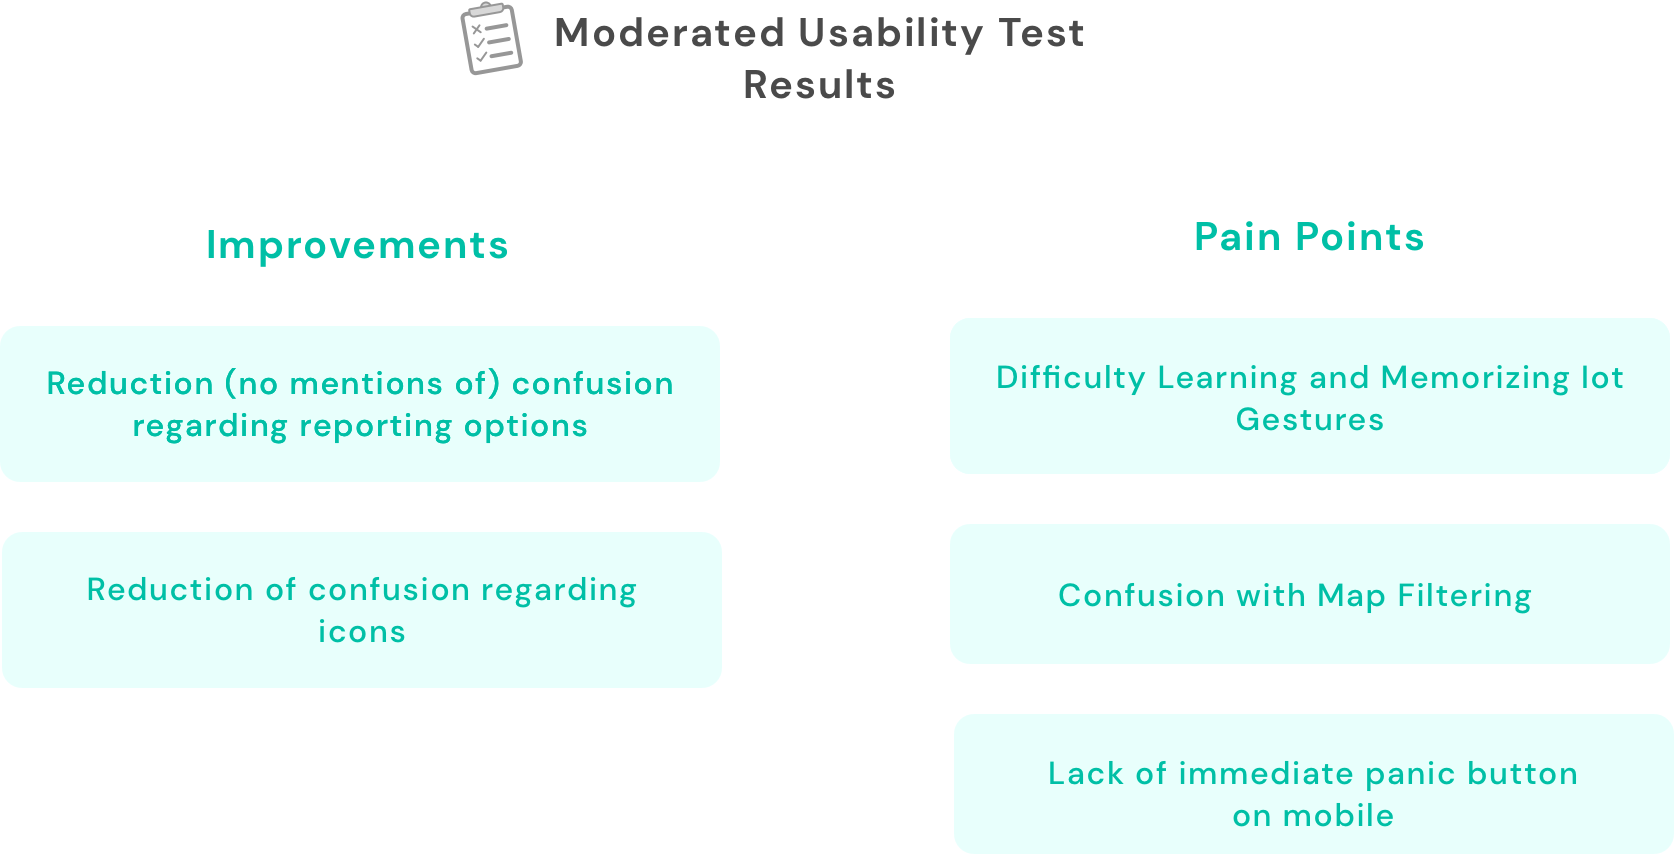 Moderated Usability Test
Results
Improvements
Reduction (no mentions of) confusion
regarding reporting options
Reduction of confusion regarding
icons
Pain Points
Difficulty Learning and Memorizing Iot
Gestures
Confusion with Map Filtering
Lack of immediate panic button
on mobile